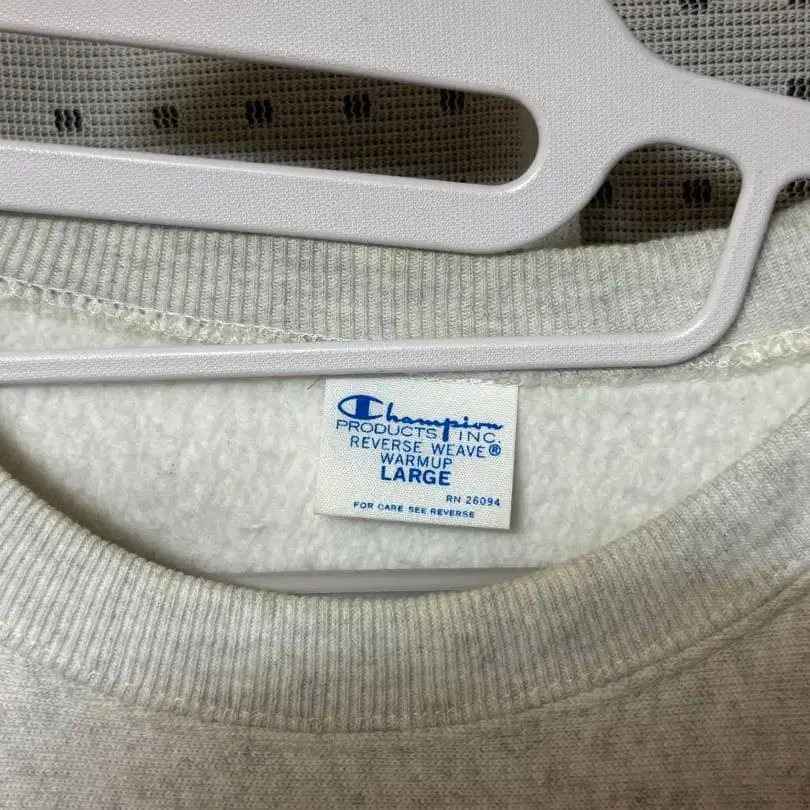 Champion
PRODUCTS INC.
REVERSE WEAVE®
WARMUP
LARGE
RN 26094
FOR CARE SEE REVERSE